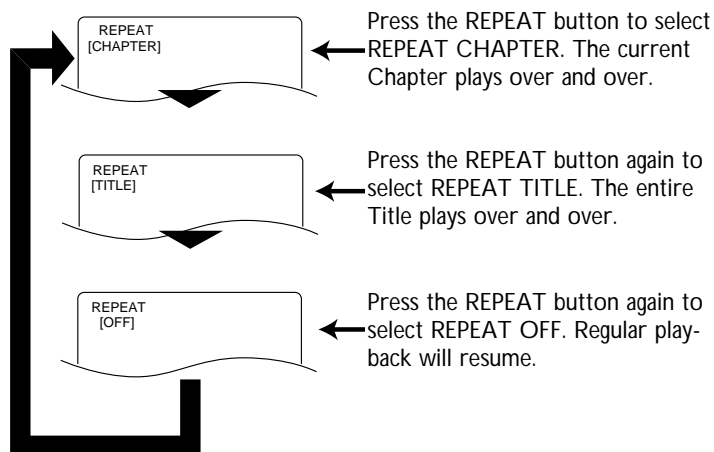 REPEAT
[CHAPTER]
Press the REPEAT button to select
REPEAT CHAPTER. The current
Chapter plays over and over.
REPEAT
[TITLE]
Press the REPEAT button again to
select REPEAT TITLE. The entire
Title plays over and over.
REPEAT
[OFF]
Press the REPEAT button again to
select REPEAT OFF. Regular play-
back will resume.